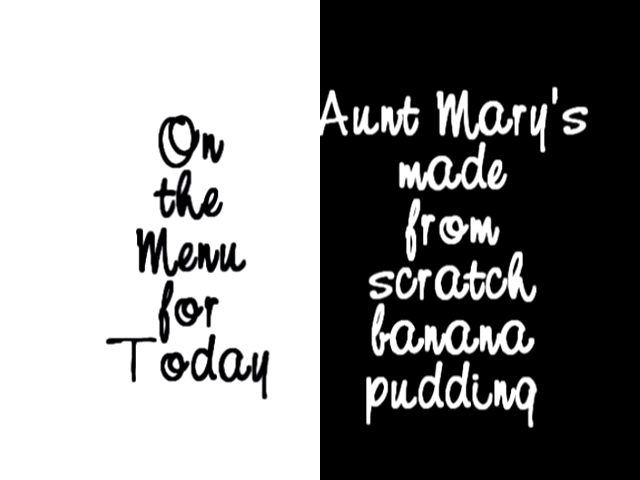 On
the
Menu
for
Today
Aunt Mary's
made
from
scratch
banana
pudding